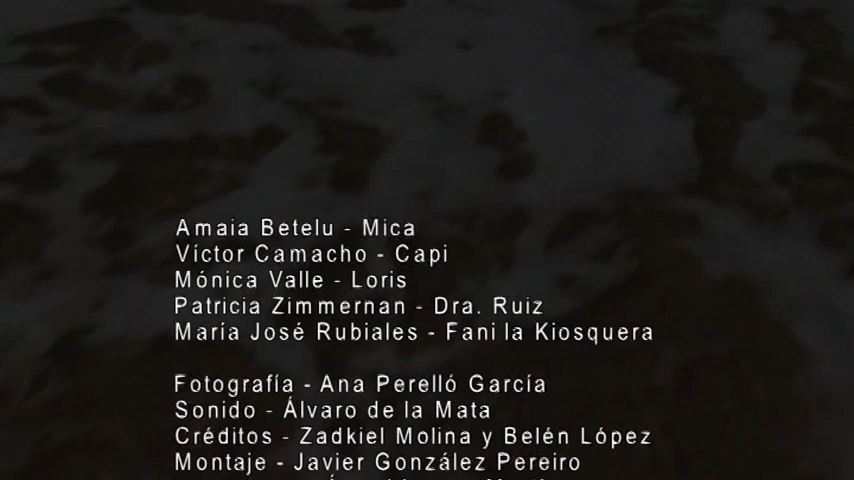 Amaia Betelu - Mica
Víctor Camacho - Capi
Mónica Valle - Loris
Patricia Zimmernan - Dra. Ruiz
María José Rubiales - Fani la Kiosquera
Fotografía - Ana Perelló García
Sonido - Álvaro de la Mata
Créditos - Zadkiel Molina y Belén López
Montaje - Javier González Pereiro